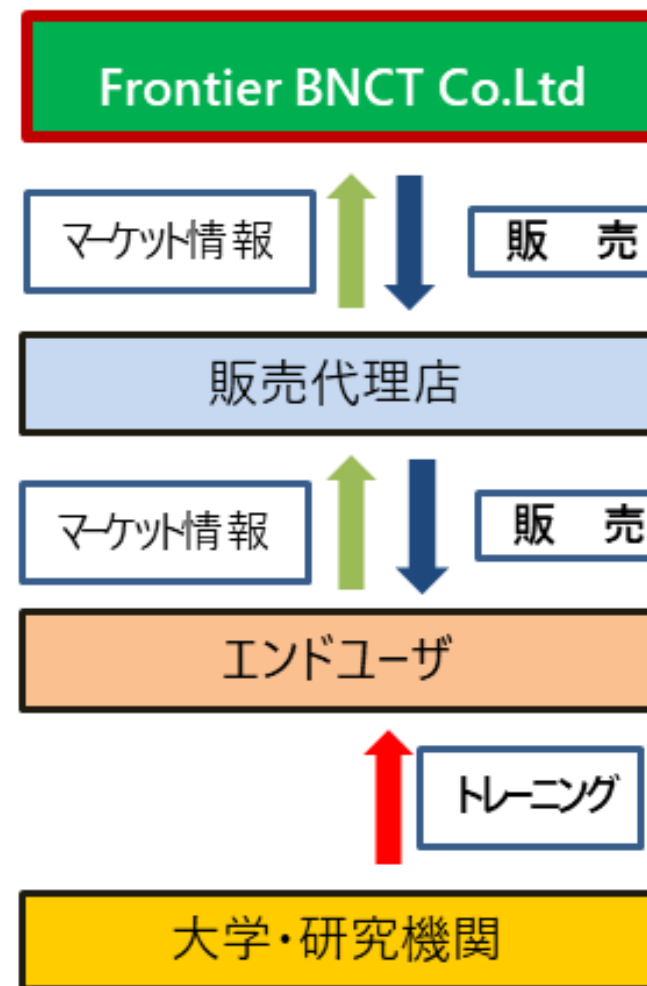 Frontier BNCT Co.Ltd
マーケット情報
販　売
販売代理店
マーケット情報
販　売
エンドユーザ
トレーニング
大学・研究機関